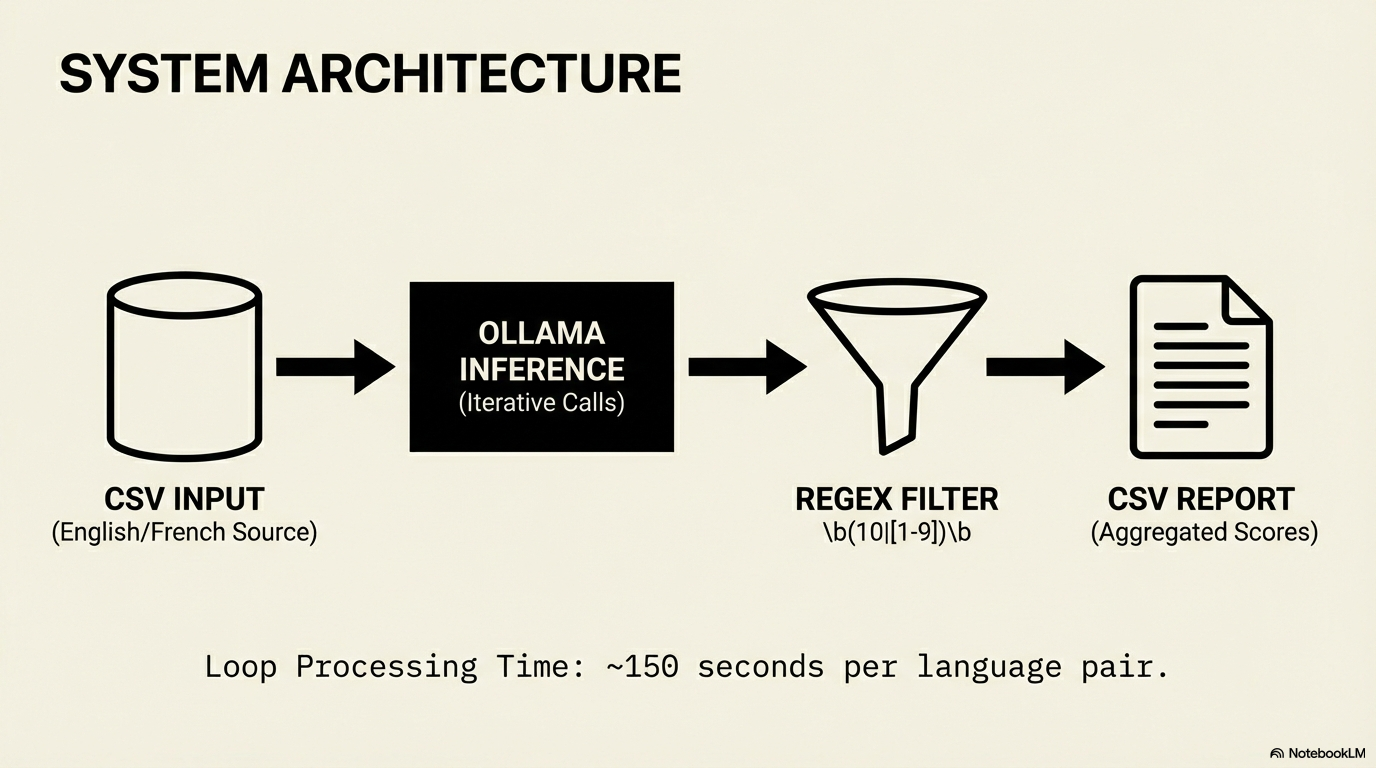 SYSTEM ARCHITECTURE
OLLAMA
INFERENCE
(Iterative Calls)
CSV INPUT
(English/French Source)
REGEX FILTER
\b(10|[1-9])\b
CSV REPORT
(Aggregated Scores)
Loop Processing Time: ~150 seconds per language pair.
NotebookLM